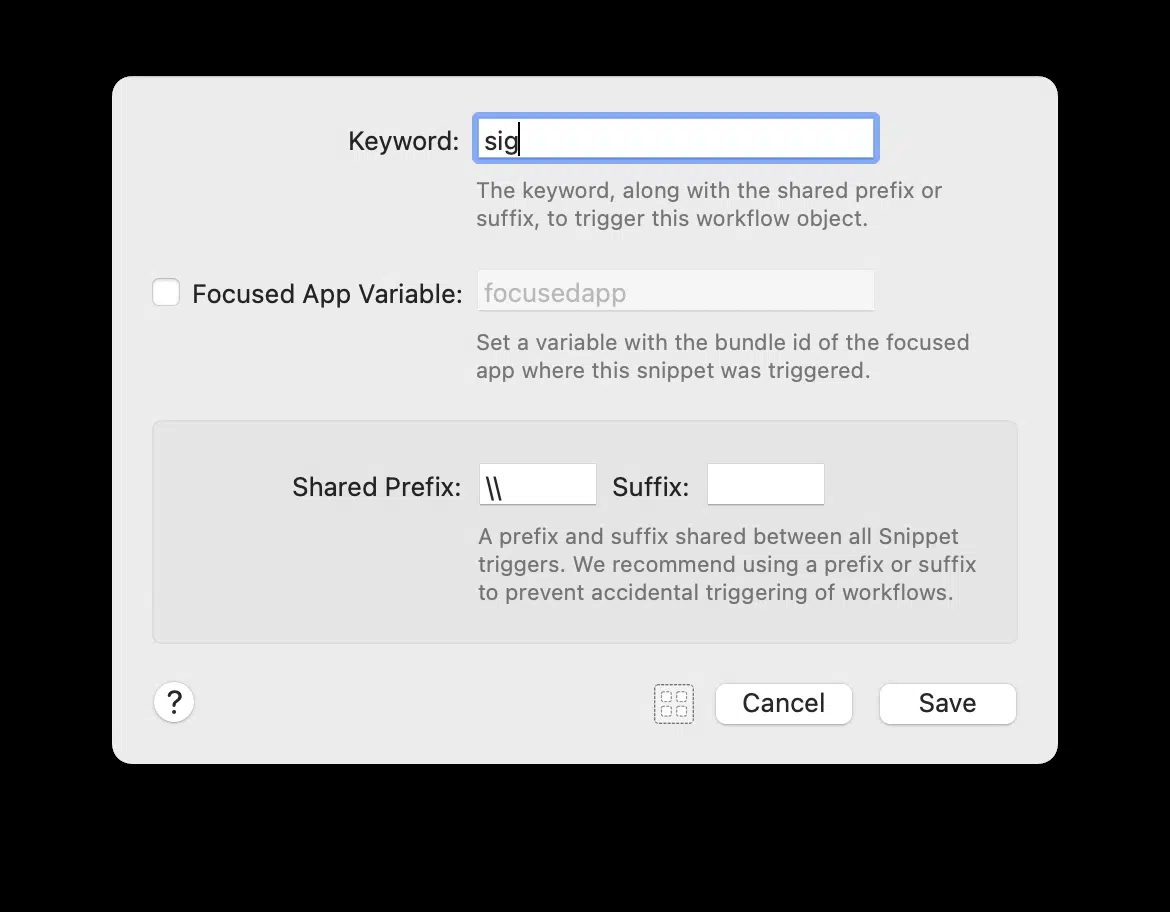 Keyword: sig
The keyword, along with the shared prefix or
suffix, to trigger this workflow object.
Focused App Variable: focusedapp
Set a variable with the bundle id of the focused
app where this snippet was triggered.
Shared Prefix: \\ Suffix:
A prefix and suffix shared between all Snippet
triggers. We recommend using a prefix or suffix
to prevent accidental triggering of workflows.
? Cancel Save